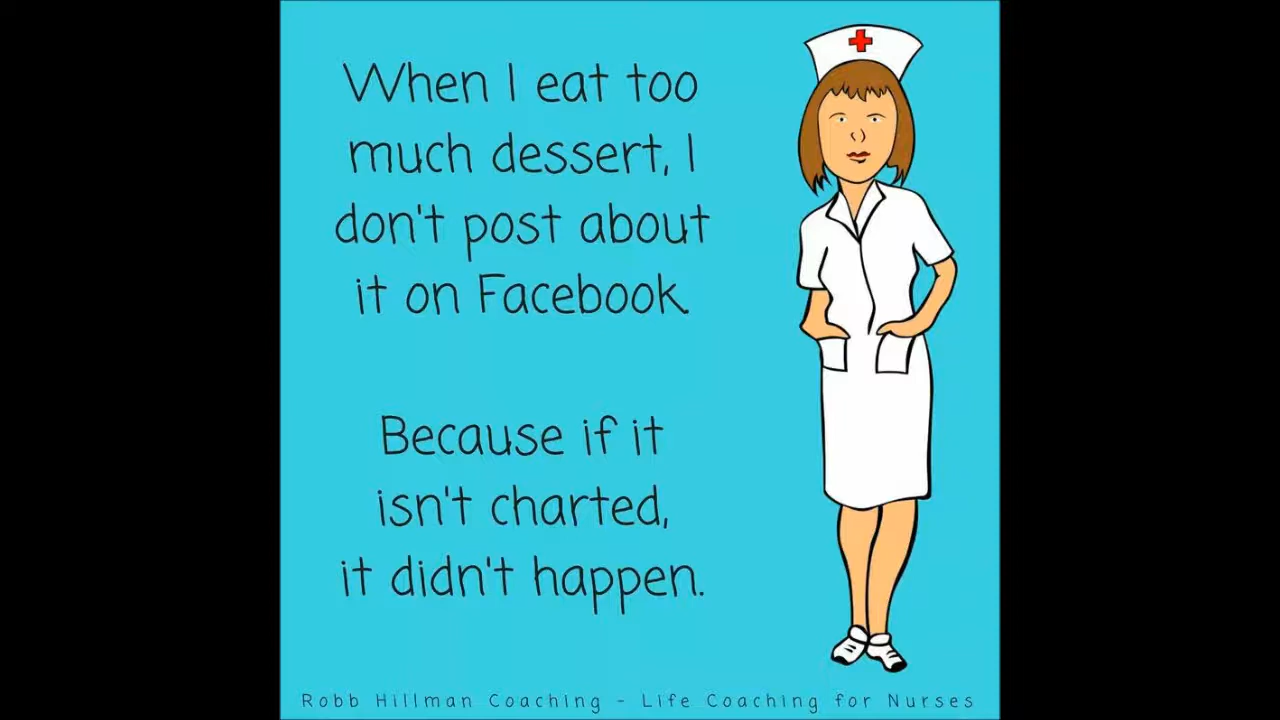 When I eat too
much dessert, I
don't post about
it on Facebook.
Because if it
isn't charted,
it didn't happen.
Robb Hillman Coaching - Life Coaching for Nurses